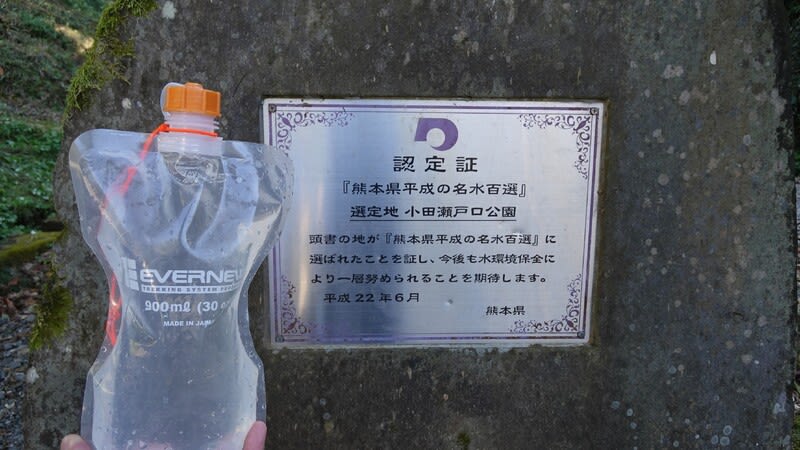 EVERNEW
TREKKING SYSTEM
900mℓ (30
MADE IN JAPAN
認定証
『熊本県平成の名水百選』
選定地 小田瀬戸口公園
頭書の地が『熊本県平成の名水百選』に
選ばれたことを証し、今後も水環境保全に
より一層努められることを期待します。
平成22年6月
熊本県